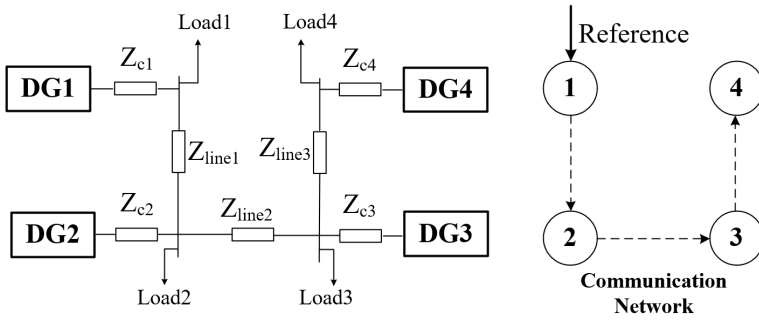 Load1
Load4
Reference
Zc1
Zc4
DG1
DG4
1
4
Zline1
Zline3
Zc2
Zline2
Zc3
DG2
DG3
2
3
Load2
Load3
Communication
Network